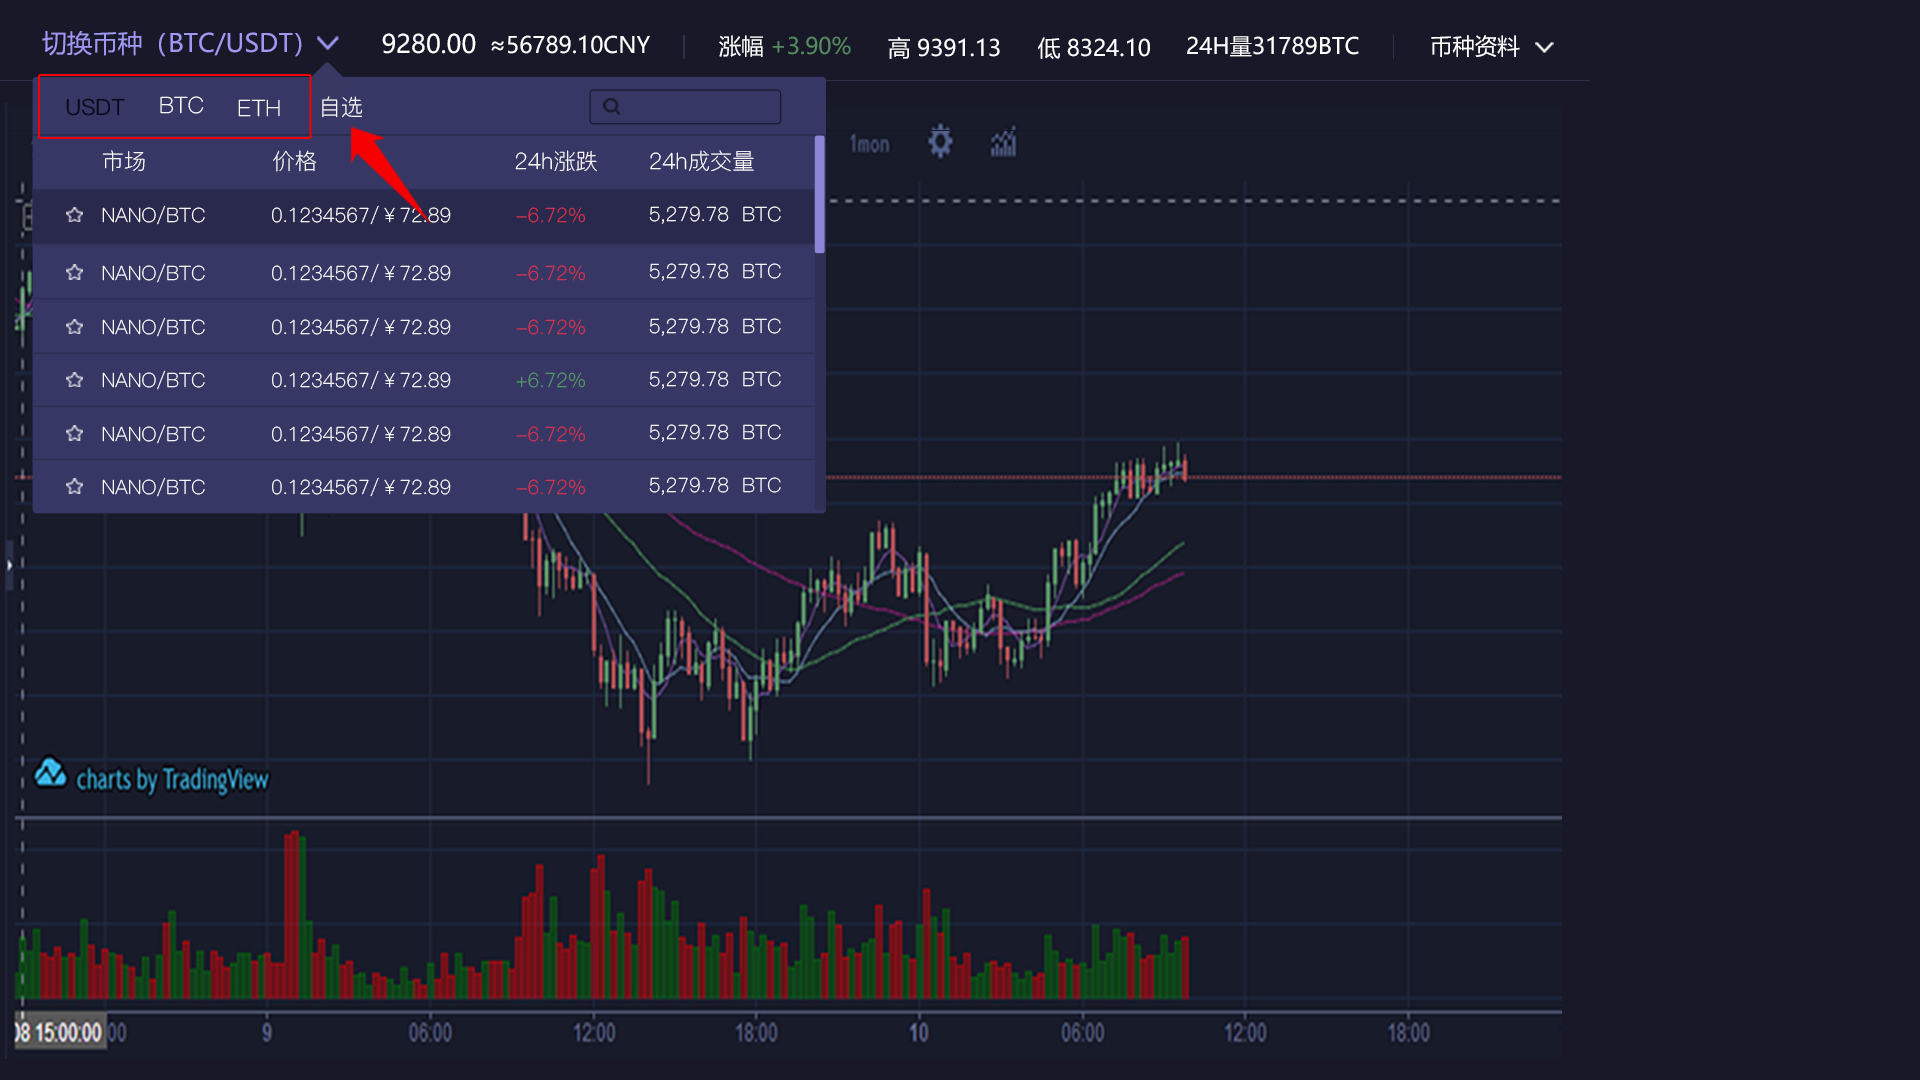 切换币种（BTC/USDT） 9280.00 ≈56789.10CNY 涨幅 +3.90% 高 9391.13 低 8324.10 24H量31789BTC 币种资料
USDT BTC ETH 自选
1mon
市场 价格 24h涨跌 24h成交量
NANO/BTC 0.1234567/￥72.89 -6.72% 5,279.78 BTC
NANO/BTC 0.1234567/￥72.89 -6.72% 5,279.78 BTC
NANO/BTC 0.1234567/￥72.89 -6.72% 5,279.78 BTC
NANO/BTC 0.1234567/￥72.89 +6.72% 5,279.78 BTC
NANO/BTC 0.1234567/￥72.89 -6.72% 5,279.78 BTC
NANO/BTC 0.1234567/￥72.89 -6.72% 5,279.78 BTC
charts by TradingView
08 15:00:00 :00 9 06:00 12:00 18:00 10 06:00 12:00 18:00